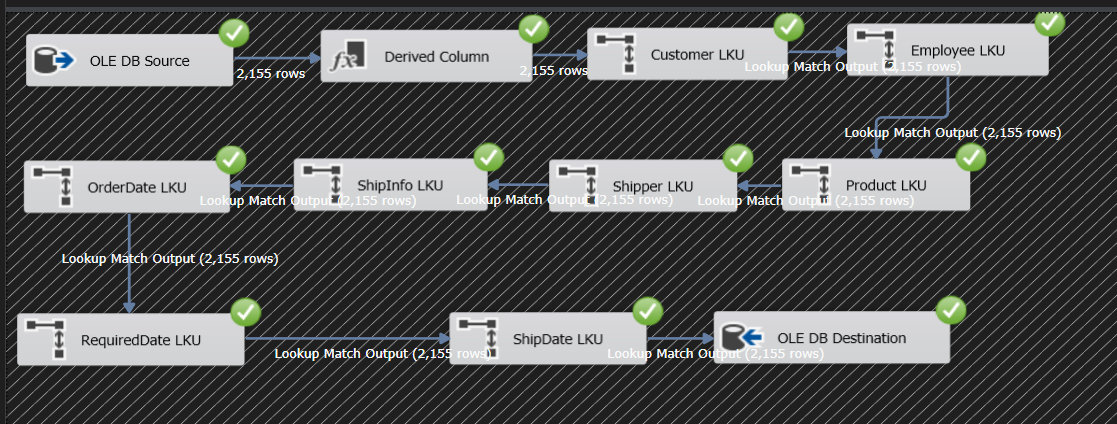 OLE DB Source
2,155 rows
Derived Column
2,155 rows
Customer LKU
Lookup Match Output (2,155 rows)
Employee LKU
Lookup Match Output (2,155 rows)
Product LKU
Lookup Match Output (2,155 rows)
Shipper LKU
Lookup Match Output (2,155 rows)
ShipInfo LKU
Lookup Match Output (2,155 rows)
OrderDate LKU
Lookup Match Output (2,155 rows)
RequiredDate LKU
Lookup Match Output (2,155 rows)
ShipDate LKU
Lookup Match Output (2,155 rows)
OLE DB Destination